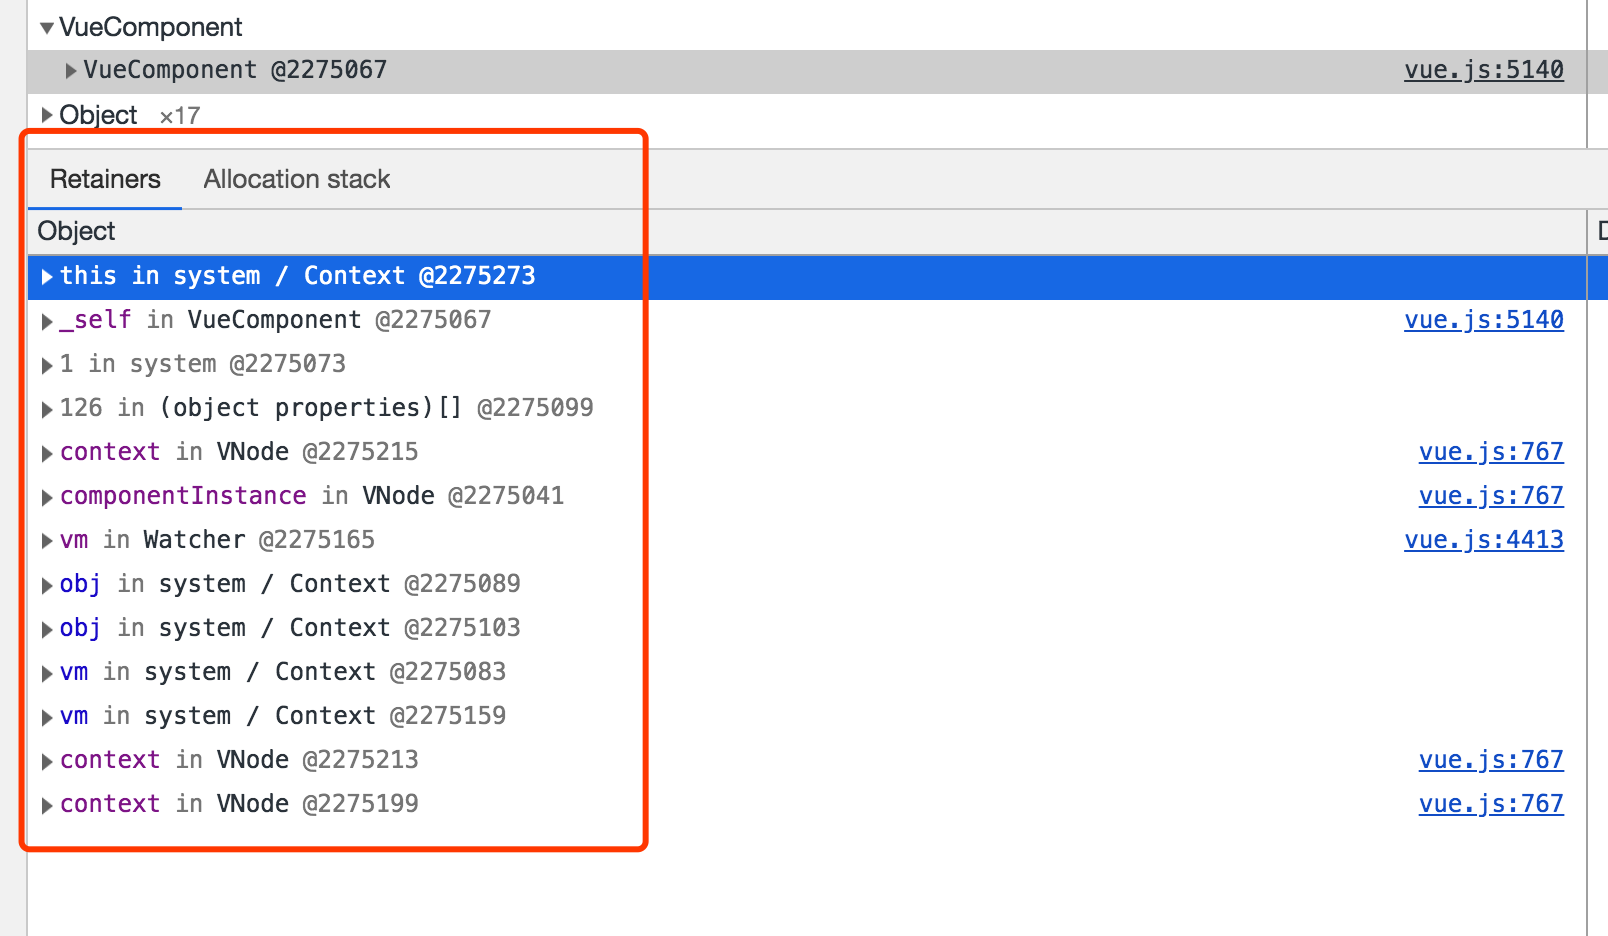 VueComponent
VueComponent @2275067 vue.js:5140
Object ×17
Retainers Allocation stack
Object
this in system / Context @2275273
_self in VueComponent @2275067 vue.js:5140
1 in system @2275073
126 in (object properties)[] @2275099
context in VNode @2275215 vue.js:767
componentInstance in VNode @2275041 vue.js:767
vm in Watcher @2275165 vue.js:4413
obj in system / Context @2275089
obj in system / Context @2275103
vm in system / Context @2275083
vm in system / Context @2275159
context in VNode @2275213 vue.js:767
context in VNode @2275199 vue.js:767